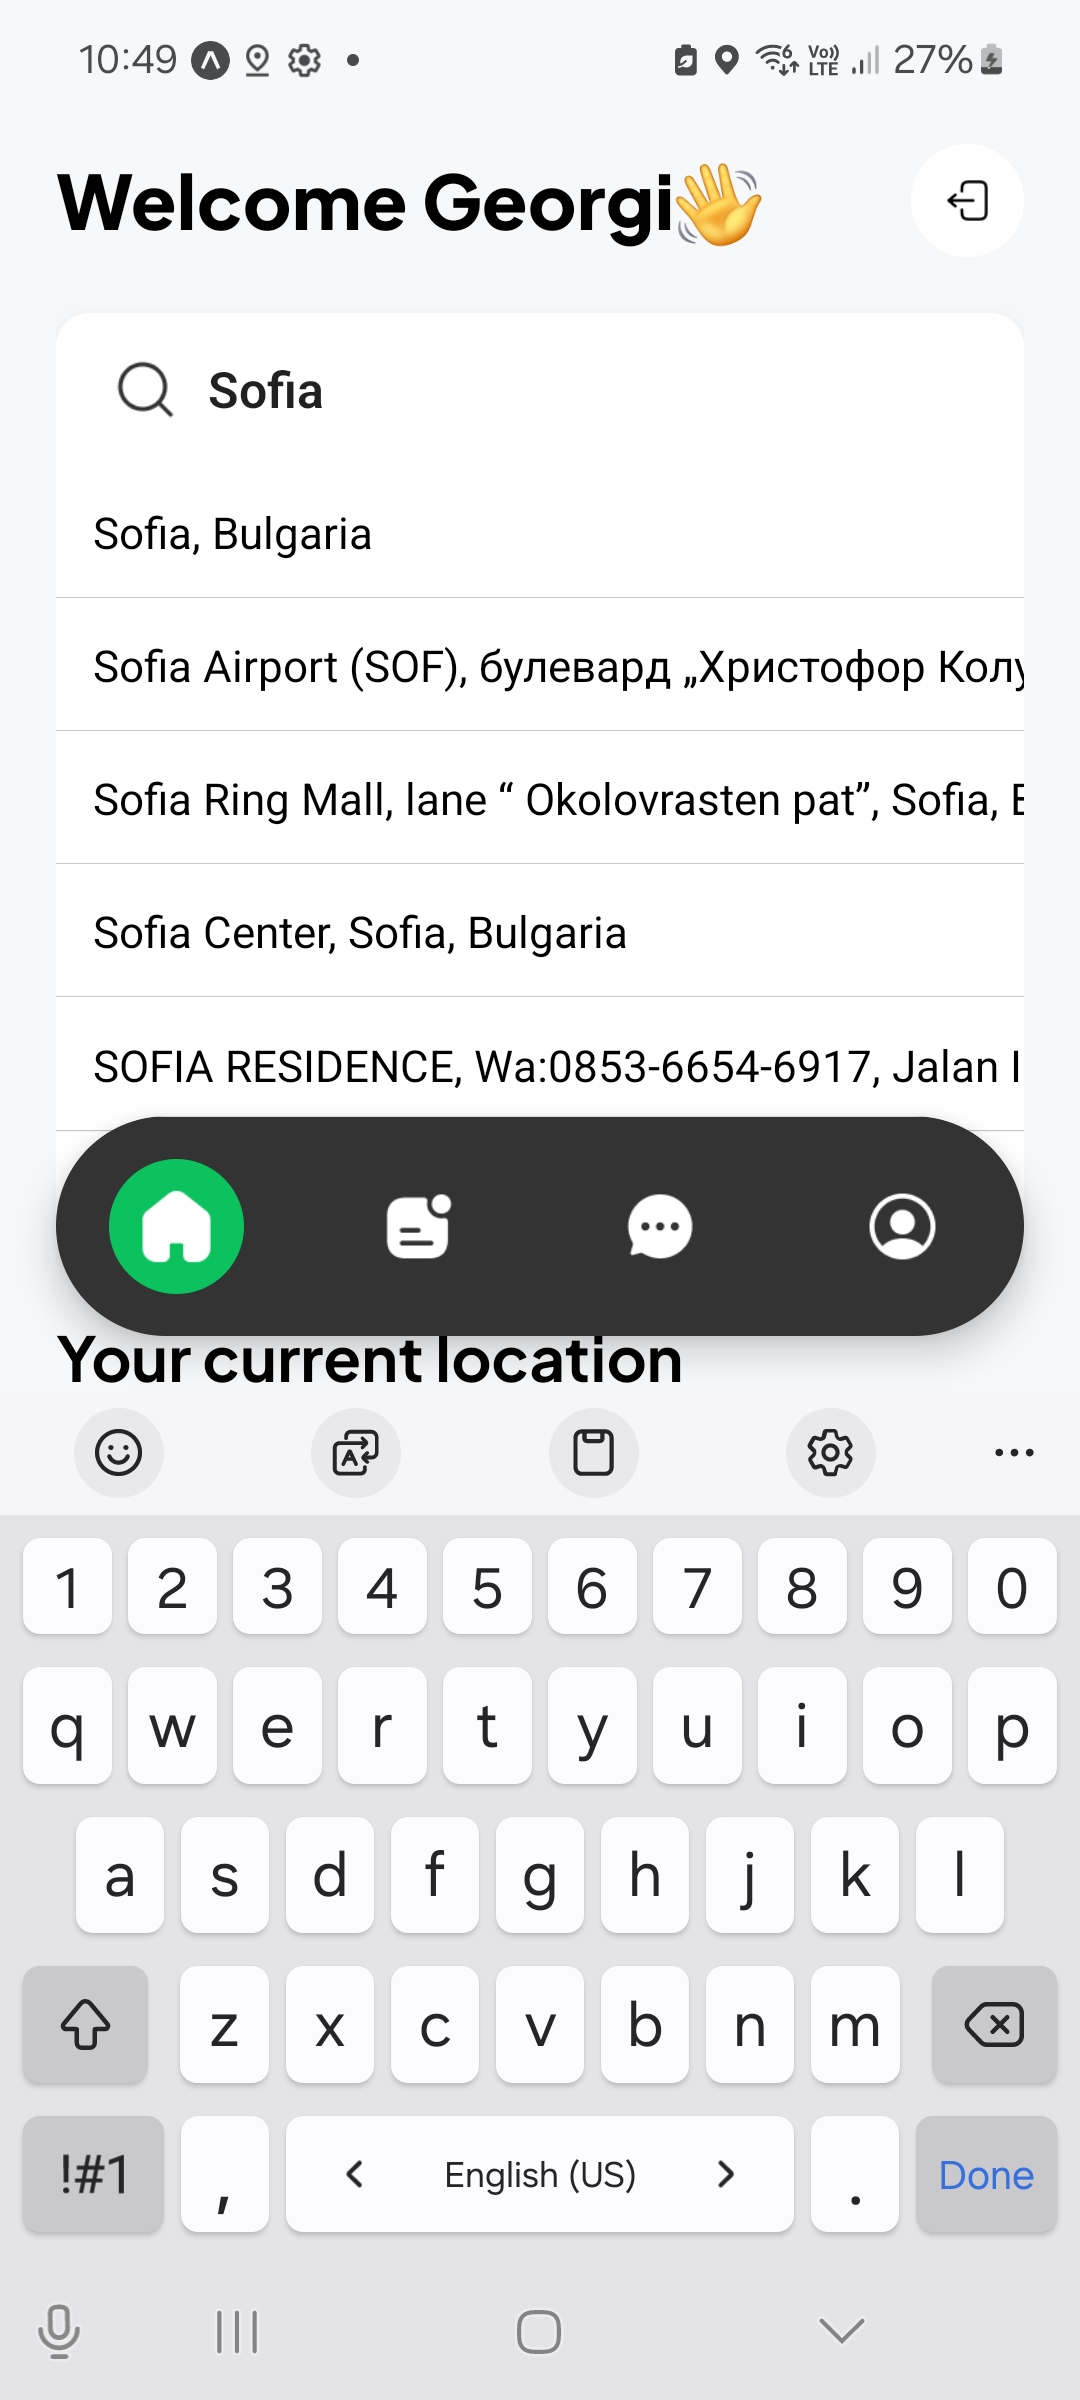 10:49
Vo))
LTE
6
27%
Welcome Georgi👋
Sofia
Sofia, Bulgaria
Sofia Airport (SOF), булевард „Христофор Колу
Sofia Ring Mall, lane “ Okolovrasten pat”, Sofia, B
Sofia Center, Sofia, Bulgaria
SOFIA RESIDENCE, Wa:0853-6654-6917, Jalan I
Your current location
1 2 3 4 5 6 7 8 9 0
q w e r t y u i o p
a s d f g h j k l
z x c v b n m
!#1 , English (US) . Done